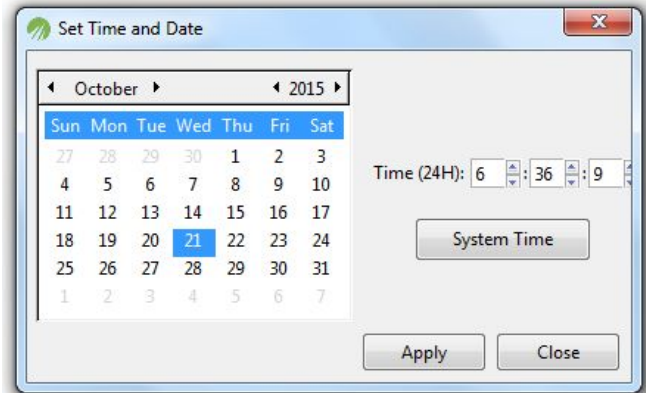 Set Time and Date
October 2015
Sun Mon Tue Wed Thu Fri Sat
27 28 29 30 1 2 3
4 5 6 7 8 9 10
11 12 13 14 15 16 17
18 19 20 21 22 23 24
25 26 27 28 29 30 31
1 2 3 4 5 6 7
Time (24H): 6 : 36 : 9
System Time
Apply Close